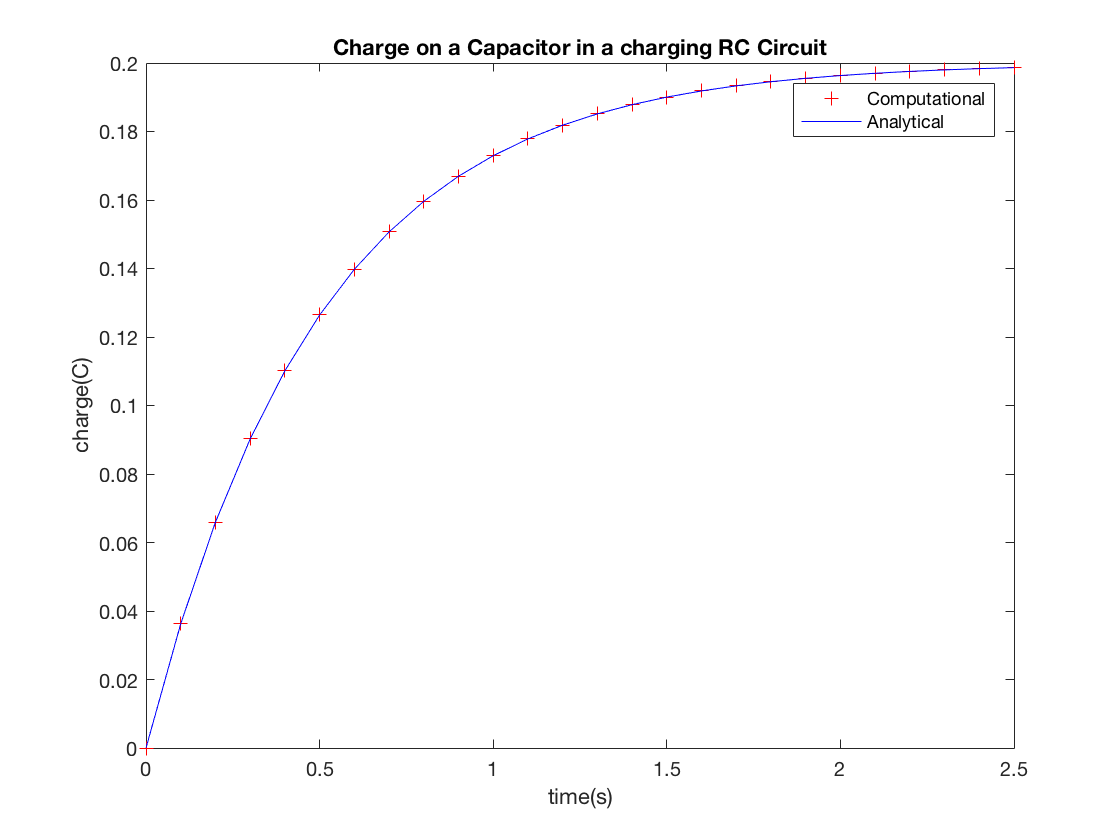 Charge on a Capacitor in a charging RC Circuit
0.2
0.18
0.16
0.14
0.12
0.1
0.08
0.06
0.04
0.02
0
charge(C)
Computational
Analytical
0 0.5 1 1.5 2 2.5
time(s)